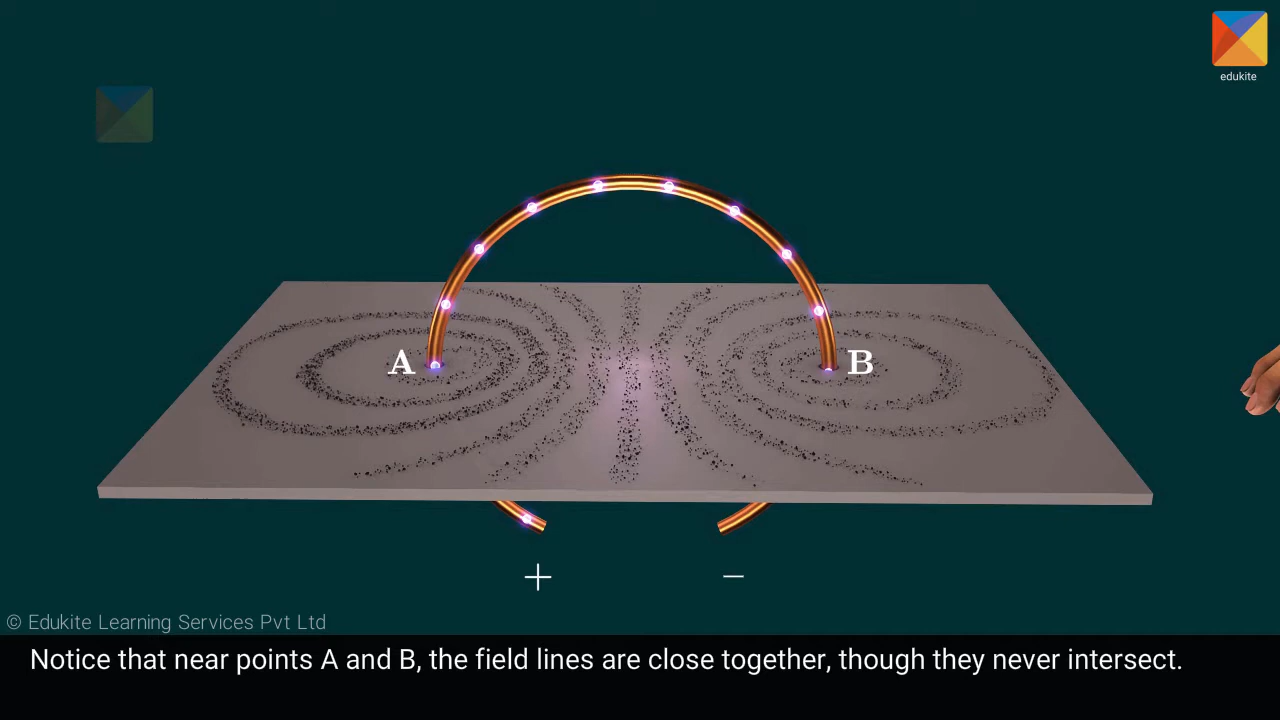 edukite
A
B
+ −
© Edukite Learning Services Pvt Ltd
Notice that near points A and B, the field lines are close together, though they never intersect.